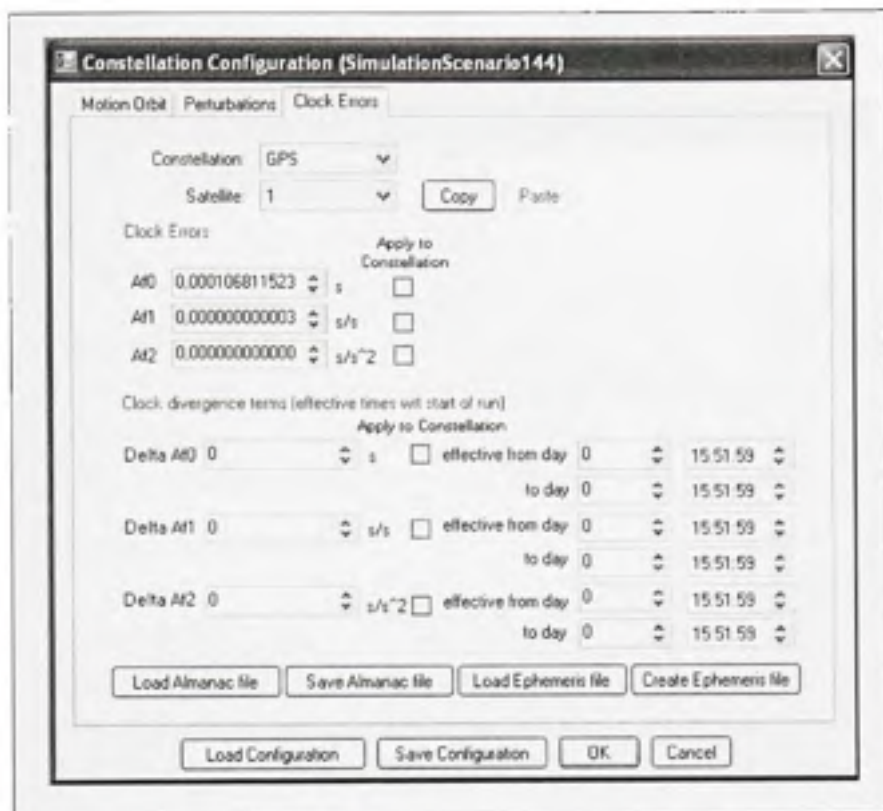 Constellation Configuration (SimulationScenario144)
Motion Orbit Perturbations Clock Errors
Constellation GPS
Satellite 1 Copy Paste
Clock Errors
Apply to
Constellation
Af0 0,000106811523 s
Af1 0,000000000003 s/s
Af2 0,000000000000 s/s^2
Clock divergence terms (effective times wrt start of run)
Apply to Constellation
Delta Af0 0 s effective from day 0 15:51:59
to day 0 15:51:59
Delta Af1 0 s/s effective from day 0 15:51:59
to day 0 15:51:59
Delta Af2 0 s/s^2 effective from day 0 15:51:59
to day 0 15:51:59
Load Almanac file Save Almanac file Load Ephemeris file Create Ephemeris file
Load Configuration Save Configuration OK Cancel